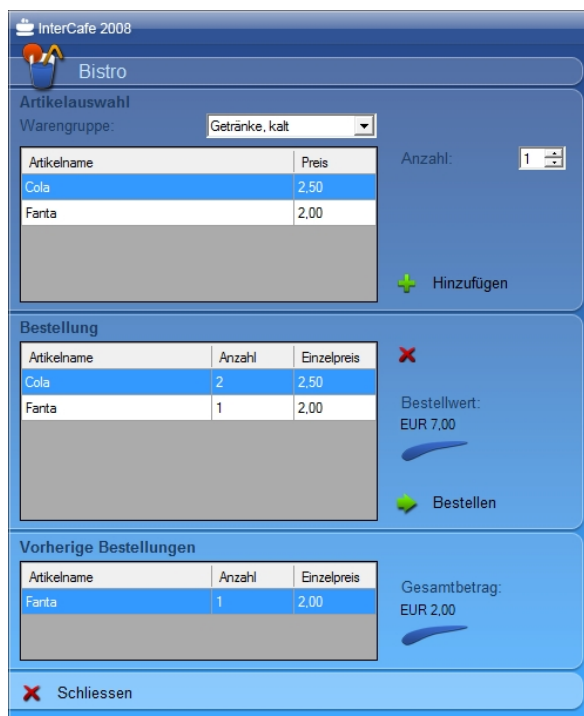 InterCafe 2008
Bistro
Artikelauswahl
Warengruppe: Getränke, kalt
Artikelname Preis Anzahl: 1
Cola 2,50
Fanta 2,00
Hinzufügen
Bestellung
Artikelname Anzahl Einzelpreis
Cola 2 2,50
Fanta 1 2,00
Bestellwert:
EUR 7,00
Bestellen
Vorherige Bestellungen
Artikelname Anzahl Einzelpreis
Fanta 1 2,00
Gesamtbetrag:
EUR 2,00
Schliessen